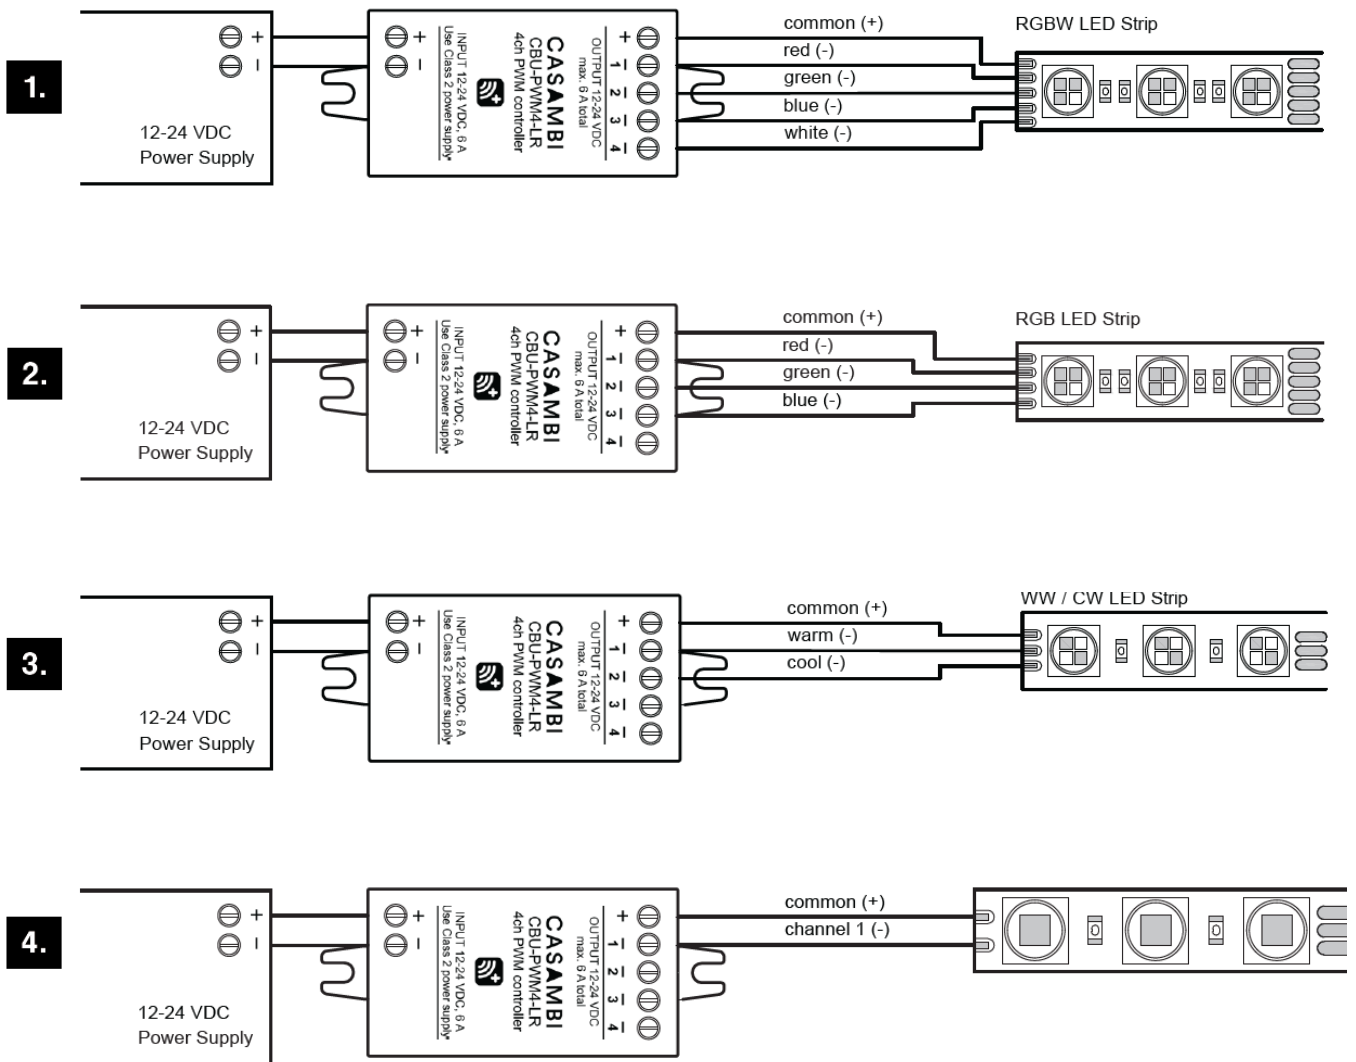 1.
+
−
12-24 VDC
Power Supply
+
−
INPUT 12-24 VDC, 6 A
Use Class 2 power supply
CASAMBI
CBU-PWM4-LR
4ch PWM controller
OUTPUT 12-24 VDC
max. 6 A total
+
1 −
2 −
3 −
4 −
common (+)
red (-)
green (-)
blue (-)
white (-)
RGBW LED Strip
2.
+
−
12-24 VDC
Power Supply
+
−
INPUT 12-24 VDC, 6 A
Use Class 2 power supply
CASAMBI
CBU-PWM4-LR
4ch PWM controller
OUTPUT 12-24 VDC
max. 6 A total
+
1 −
2 −
3 −
4 −
common (+)
red (-)
green (-)
blue (-)
RGB LED Strip
3.
+
−
12-24 VDC
Power Supply
+
−
INPUT 12-24 VDC, 6 A
Use Class 2 power supply
CASAMBI
CBU-PWM4-LR
4ch PWM controller
OUTPUT 12-24 VDC
max. 6 A total
+
1 −
2 −
3 −
4 −
common (+)
warm (-)
cool (-)
WW / CW LED Strip
4.
+
−
12-24 VDC
Power Supply
+
−
INPUT 12-24 VDC, 6 A
Use Class 2 power supply
CASAMBI
CBU-PWM4-LR
4ch PWM controller
OUTPUT 12-24 VDC
max. 6 A total
+
1 −
2 −
3 −
4 −
common (+)
channel 1 (-)